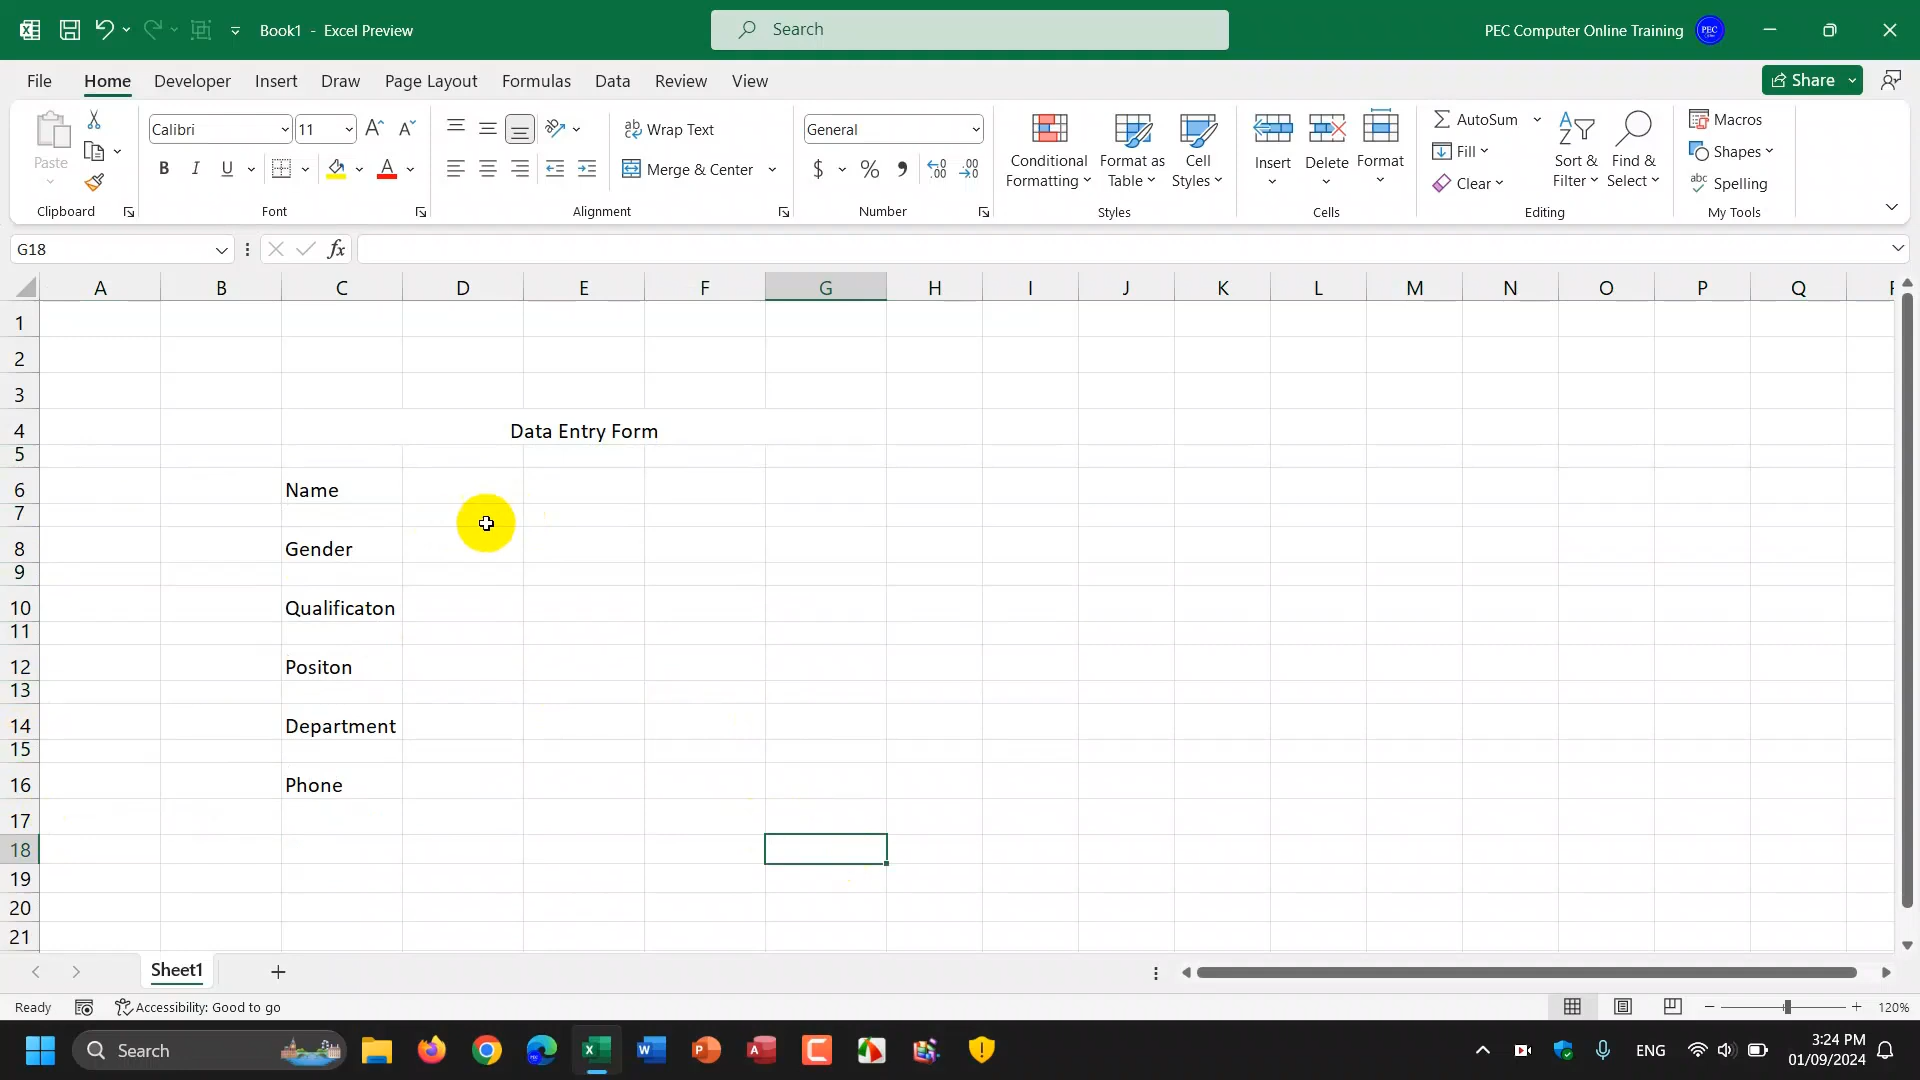 Book1 - Excel Preview
Search
PEC Computer Online Training
PEC
File Home Developer Insert Draw Page Layout Formulas Data Review View
Share
Paste
Clipboard
Calibri 11
B I U
Font
Wrap Text
Merge & Center
Alignment
General
$ %
Number
Conditional Formatting
Format as Table
Cell Styles
Styles
Insert
Delete
Format
Cells
AutoSum
Fill
Clear
Sort & Filter
Find & Select
Editing
Macros
Shapes
Spelling
My Tools
G18
fx
A B C D E F G H I J K L M N O P Q
1
2
3
4 Data Entry Form
5
6 Name
7
8 Gender
9
10 Qualificaton
11
12 Positon
13
14 Department
15
16 Phone
17
18
19
20
21
Sheet1
Ready
Accessibility: Good to go
120%
Search
ENG
3:24 PM
01/09/2024